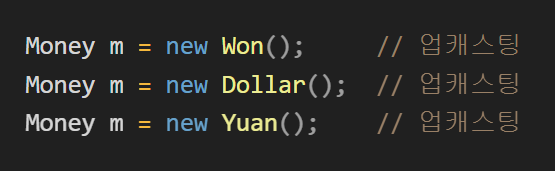 Money m = new Won();      // 업캐스팅
Money m = new Dollar();  // 업캐스팅
Money m = new Yuan();    // 업캐스팅